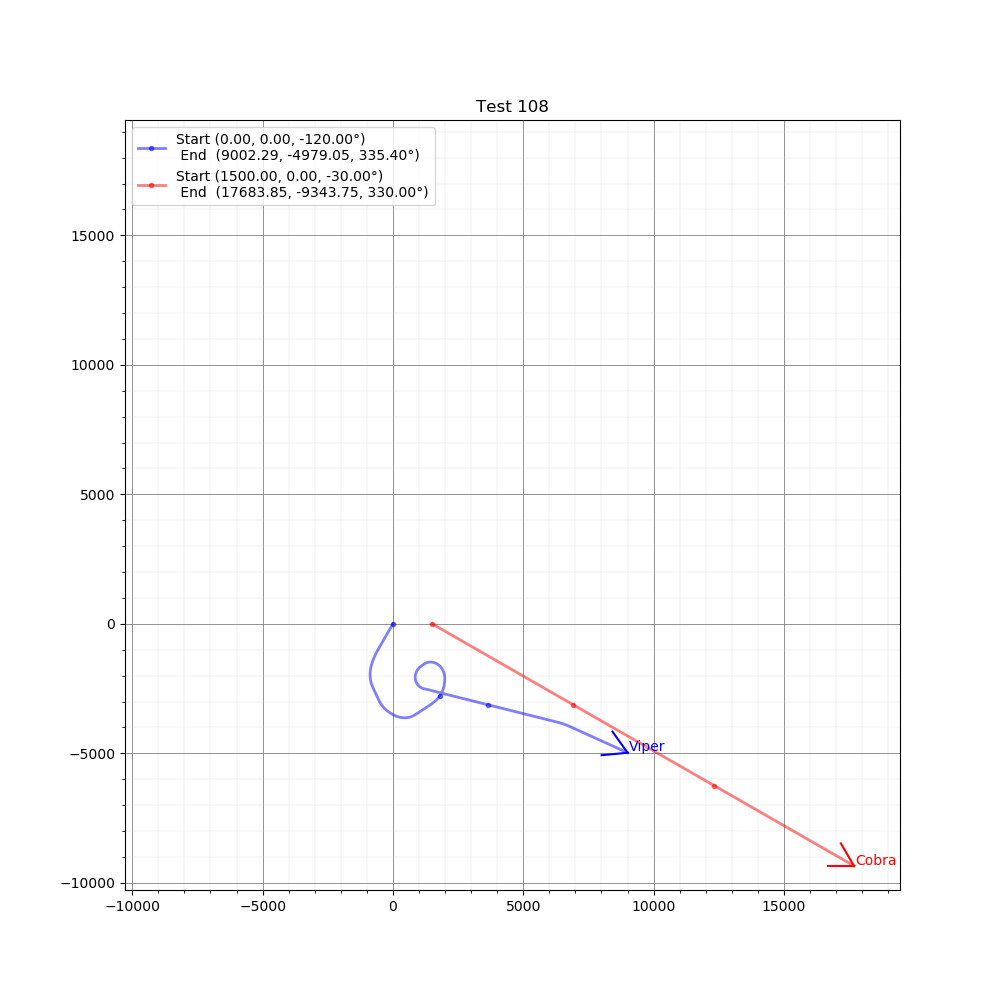 Test 108
Start (0.00, 0.00, -120.00°)
End (9002.29, -4979.05, 335.40°)
Start (1500.00, 0.00, -30.00°)
End (17683.85, -9343.75, 330.00°)
15000
10000
5000
0
−5000
−10000
Viper
Cobra
−10000
−5000
0
5000
10000
15000